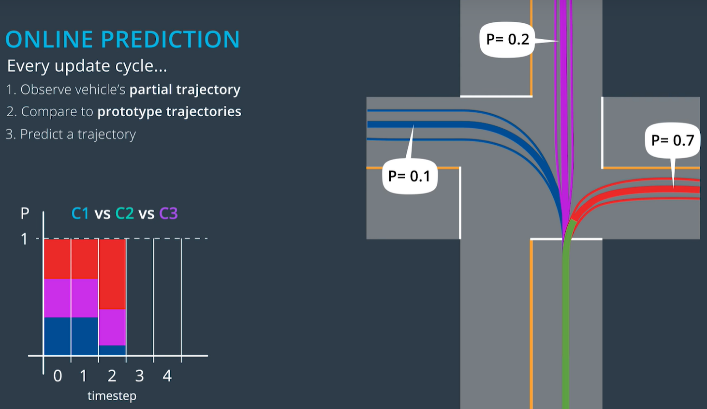 ONLINE PREDICTION
Every update cycle...
1. Observe vehicle's partial trajectory
2. Compare to prototype trajectories
3. Predict a trajectory
P= 0.2
P= 0.7
P= 0.1
P C1 vs C2 vs C3
1
0 1 2 3 4
timestep